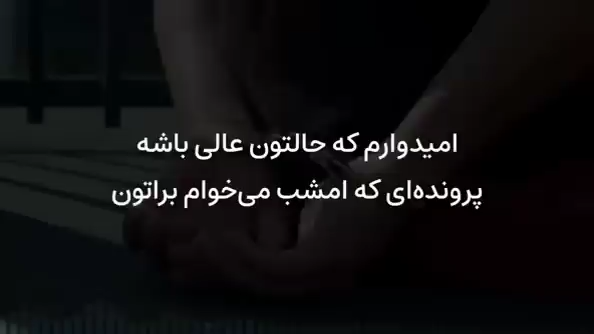 امیدوارم که حالتون عالی باشه
پرونده‌ای که امشب می‌خوام براتون